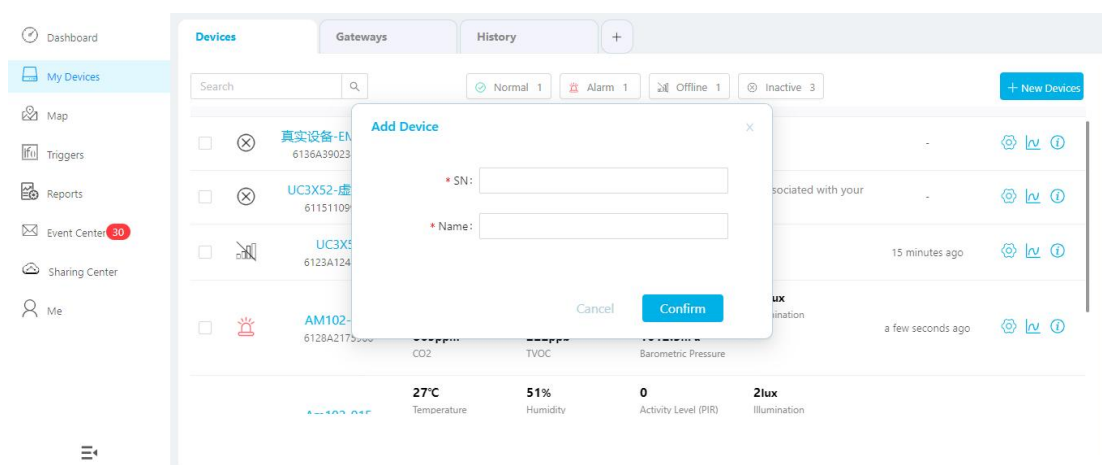 Dashboard
My Devices
Map
Triggers
Reports
Event Center 30
Sharing Center
Me
Devices
Gateways
History
+
Search
Normal 1
Alarm 1
Offline 1
Inactive 3
+ New Devices
Add Device
* SN:
* Name:
Cancel
Confirm
真实设备-EM
6136A39023
-
UC3X52-虚
61151109
sociated with your
-
UC3X5
6123A124
15 minutes ago
AM102-
6128A2175
CO2
TVOC
Barometric Pressure
ux
a few seconds ago
27℃
51%
0
2lux
Temperature
Humidity
Activity Level (PIR)
Illumination